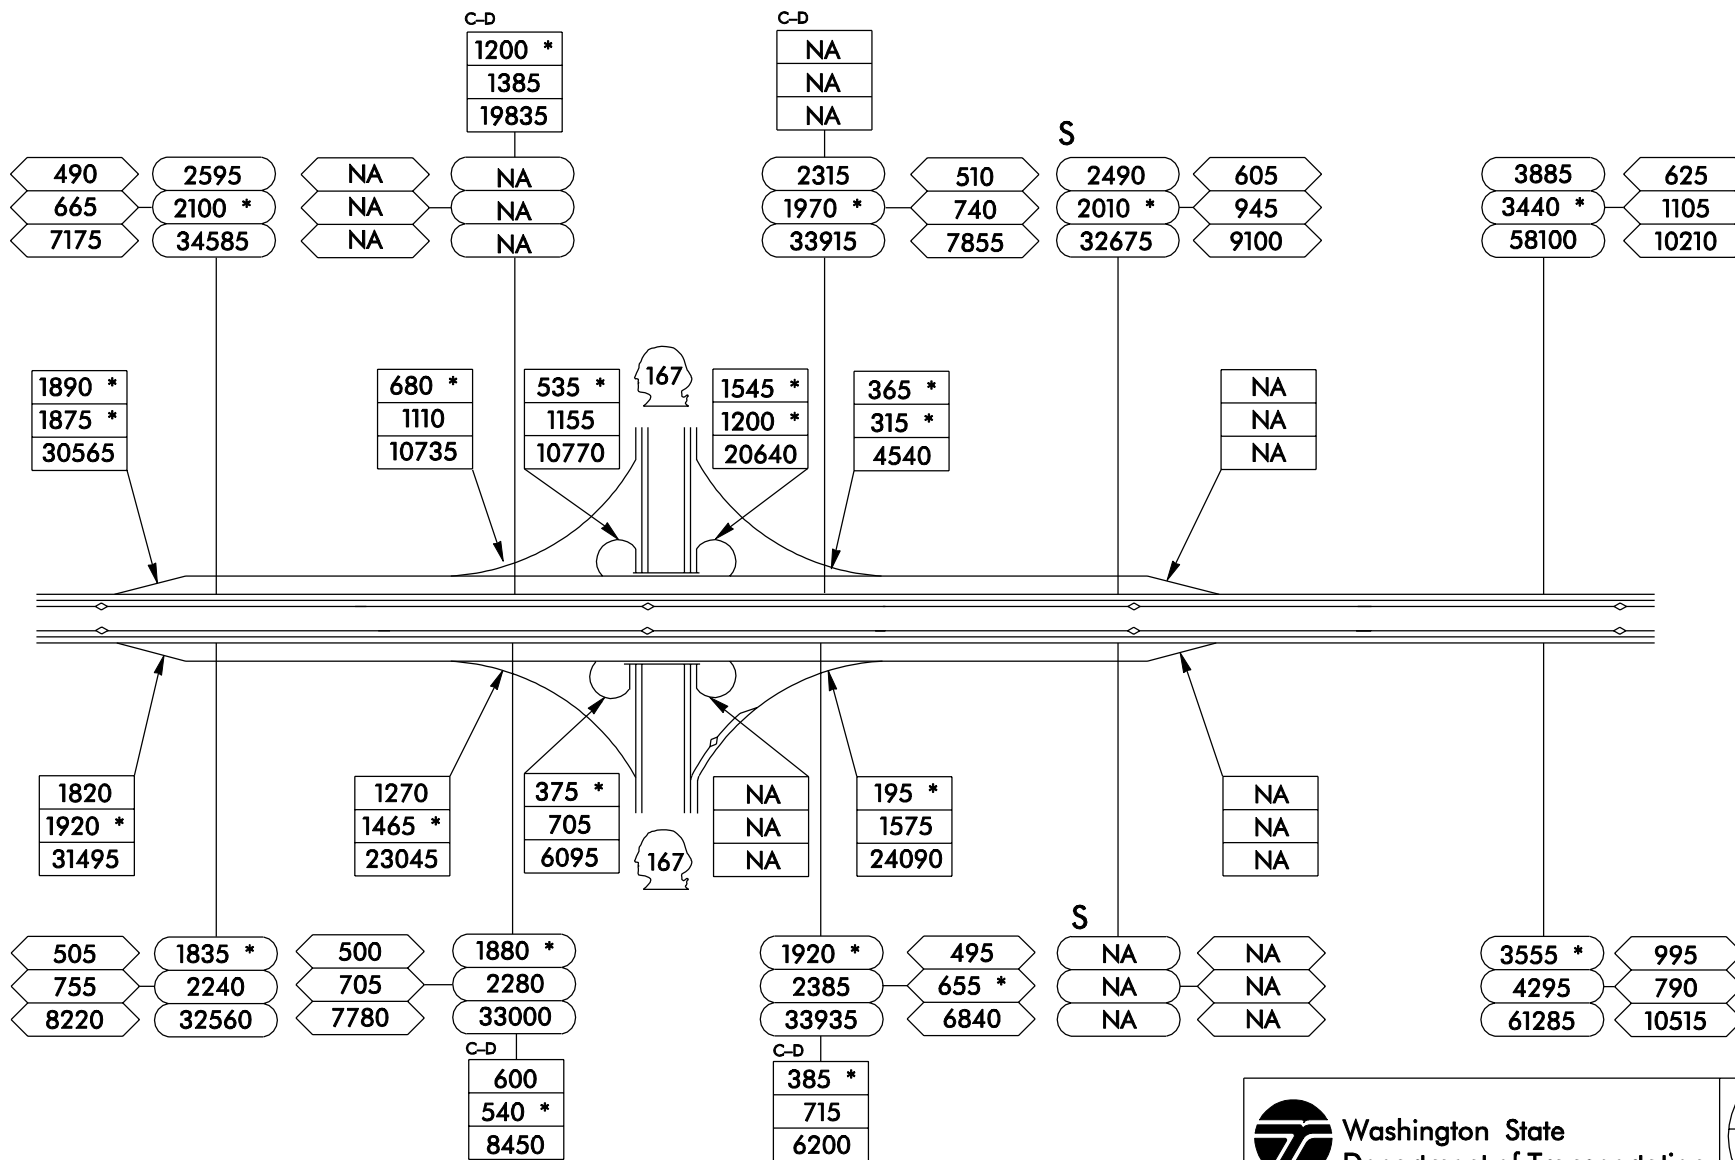 C-D C-D
1200 * NA
1385 NA
19835 NA
S
490 2595 NA NA 2315 510 2490 605 3885 625
665 2100 * NA NA 1970 * 740 2010 * 945 3440 * 1105
7175 34585 NA NA 33915 7855 32675 9100 58100 10210
1890 * 680 * 535 * 167 1545 * 365 * NA
1875 * 1110 1155 1200 * 315 * NA
30565 10735 10770 20640 4540 NA
1820 1270 375 * NA 195 * NA
1920 * 1465 * 705 NA 1575 NA
31495 23045 6095 167 NA 24090 NA
S
505 1835 * 500 1880 * 1920 * 495 NA NA 3555 * 995
755 2240 705 2280 2385 655 * NA NA 4295 790
8220 32560 7780 33000 33935 6840 NA NA 61285 10515
C-D C-D
600 385 *
540 * 715
8450 6200
Washington State
Department of Transportation